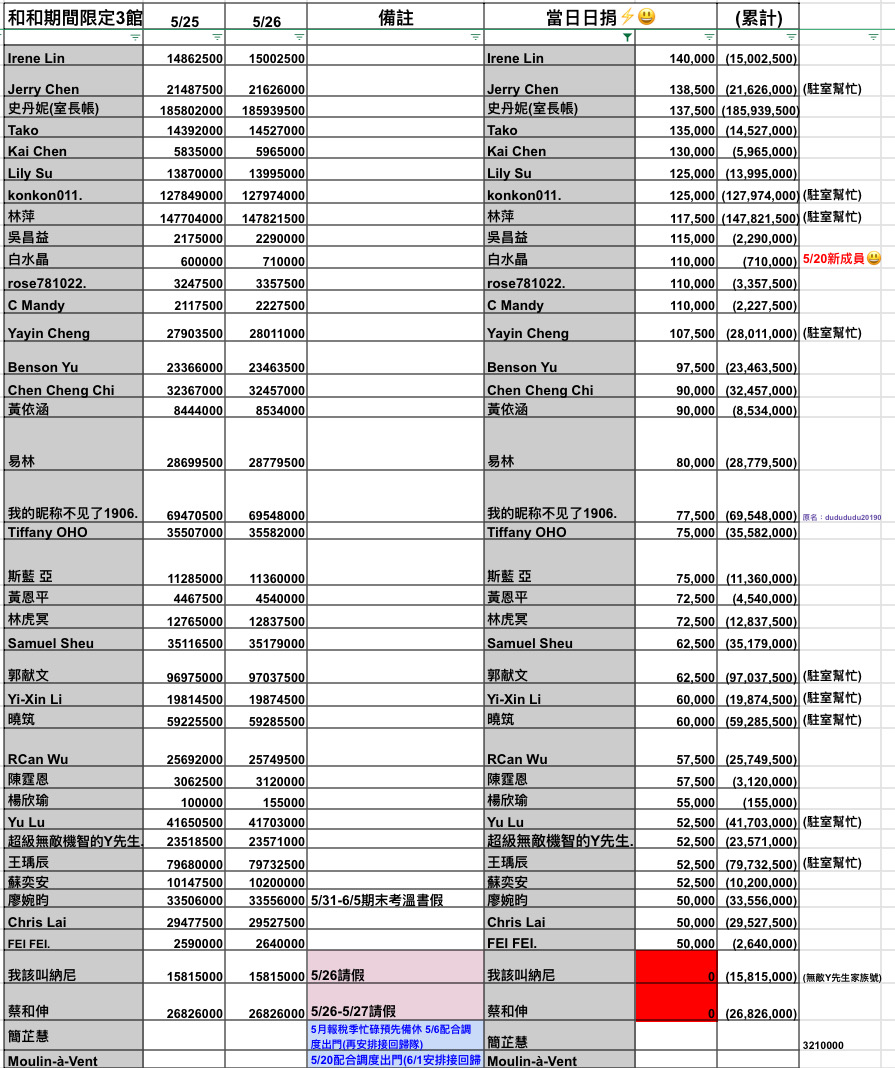 和和期間限定3館 5/25 5/26 備註 當日日捐⚡😃 (累計)
Irene Lin 14862500 15002500 Irene Lin 140,000 (15,002,500)
Jerry Chen 21487500 21626000 Jerry Chen 138,500 (21,626,000) (駐室幫忙)
史丹妮(室長帳) 185802000 185939500 史丹妮(室長帳) 137,500 (185,939,500)
Tako 14392000 14527000 Tako 135,000 (14,527,000)
Kai Chen 5835000 5965000 Kai Chen 130,000 (5,965,000)
Lily Su 13870000 13995000 Lily Su 125,000 (13,995,000)
konkon011. 127849000 127974000 konkon011. 125,000 (127,974,000) (駐室幫忙)
林萍 147704000 147821500 林萍 117,500 (147,821,500) (駐室幫忙)
吳昌益 2175000 2290000 吳昌益 115,000 (2,290,000)
白水晶 600000 710000 白水晶 110,000 (710,000) 5/20新成員😃
rose781022. 3247500 3357500 rose781022. 110,000 (3,357,500)
C Mandy 2117500 2227500 C Mandy 110,000 (2,227,500)
Yayin Cheng 27903500 28011000 Yayin Cheng 107,500 (28,011,000) (駐室幫忙)
Benson Yu 23366000 23463500 Benson Yu 97,500 (23,463,500)
Chen Cheng Chi 32367000 32457000 Chen Cheng Chi 90,000 (32,457,000)
黃依涵 8444000 8534000 黃依涵 90,000 (8,534,000)
易林 28699500 28779500 易林 80,000 (28,779,500)
我的昵称不见了1906. 69470500 69548000 我的昵称不见了1906. 77,500 (69,548,000) 原名：dudududu20190
Tiffany OHO 35507000 35582000 Tiffany OHO 75,000 (35,582,000)
斯藍 亞 11285000 11360000 斯藍 亞 75,000 (11,360,000)
黃恩平 4467500 4540000 黃恩平 72,500 (4,540,000)
林虎冥 12765000 12837500 林虎冥 72,500 (12,837,500)
Samuel Sheu 35116500 35179000 Samuel Sheu 62,500 (35,179,000)
郭献文 96975000 97037500 郭献文 62,500 (97,037,500) (駐室幫忙)
Yi-Xin Li 19814500 19874500 Yi-Xin Li 60,000 (19,874,500) (駐室幫忙)
曉筑 59225500 59285500 曉筑 60,000 (59,285,500) (駐室幫忙)
RCan Wu 25692000 25749500 RCan Wu 57,500 (25,749,500)
陳霆恩 3062500 3120000 陳霆恩 57,500 (3,120,000)
楊欣瑜 100000 155000 楊欣瑜 55,000 (155,000)
Yu Lu 41650500 41703000 Yu Lu 52,500 (41,703,000) (駐室幫忙)
超級無敵機智的Y先生. 23518500 23571000 超級無敵機智的Y先生. 52,500 (23,571,000)
王瑀辰 79680000 79732500 王瑀辰 52,500 (79,732,500) (駐室幫忙)
蘇奕安 10147500 10200000 蘇奕安 52,500 (10,200,000)
廖婉昀 33506000 33556000 5/31-6/5期末考溫書假 廖婉昀 50,000 (33,556,000)
Chris Lai 29477500 29527500 Chris Lai 50,000 (29,527,500)
FEI FEI. 2590000 2640000 FEI FEI. 50,000 (2,640,000)
我該叫納尼 15815000 15815000 5/26請假 我該叫納尼 0 (15,815,000) (無敵Y先生家族號)
蔡和伸 26826000 26826000 5/26-5/27請假 蔡和伸 0 (26,826,000)
簡芷慧 5月報稅季忙碌預先備休 5/6配合調
度出門(再安排接回歸隊) 簡芷慧 3210000
Moulin-à-Vent 5/20配合調度出門(6/1安排接回歸 Moulin-à-Vent